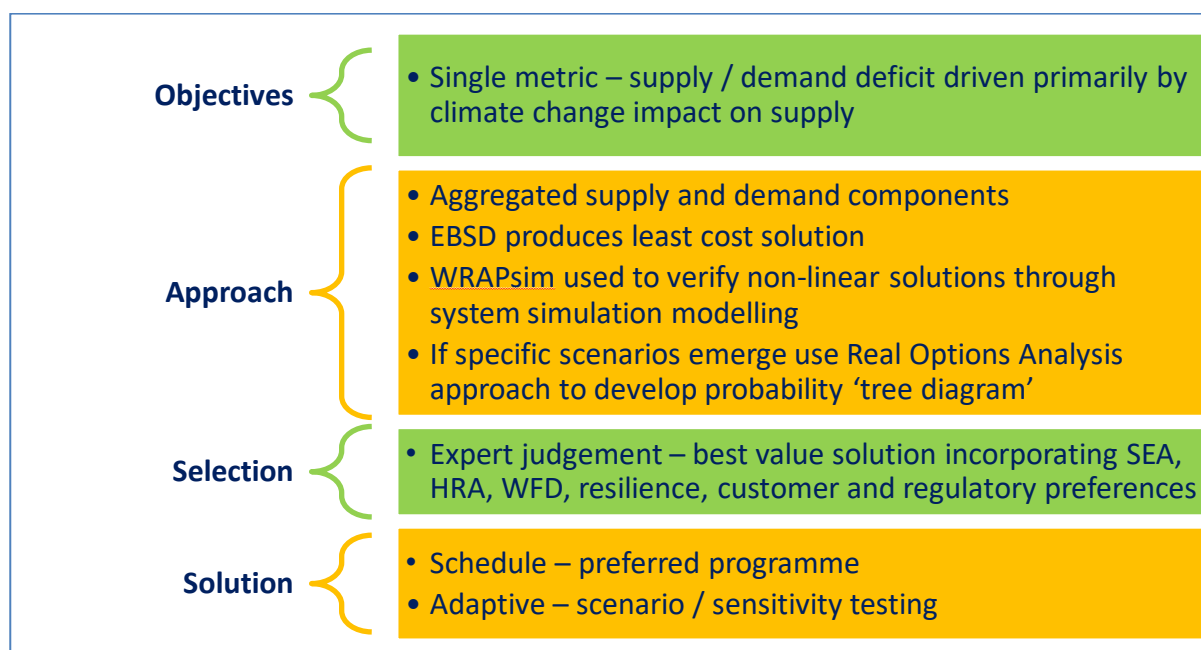 Objectives
• Single metric – supply / demand deficit driven primarily by
climate change impact on supply
Approach
• Aggregated supply and demand components
• EBSD produces least cost solution
• WRAPsim used to verify non-linear solutions through
system simulation modelling
• If specific scenarios emerge use Real Options Analysis
approach to develop probability ‘tree diagram’
Selection
• Expert judgement – best value solution incorporating SEA,
HRA, WFD, resilience, customer and regulatory preferences
Solution
• Schedule – preferred programme
• Adaptive – scenario / sensitivity testing